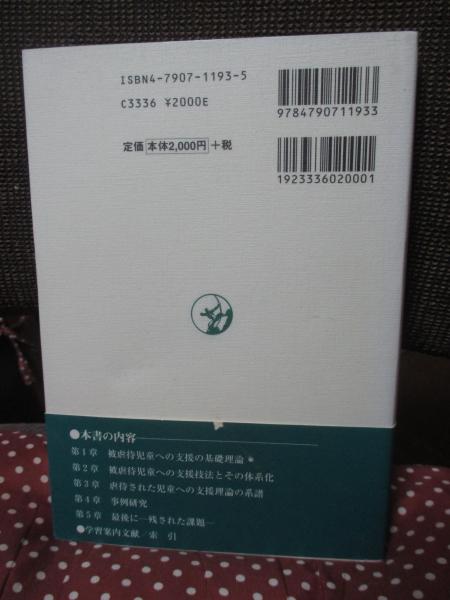 ISBN4-7907-1193-5
C3336 ¥2000E
定価 本体2,000円 +税
9784790711933
1923336020001
●本書の内容
第1章 被虐待児童への支援の基礎理論
第2章 被虐待児童への支援技法とその体系化
第3章 虐待された児童への支援理論の系譜
第4章 事例研究
第5章 最後に―残された課題―
●学習案内文献/索 引